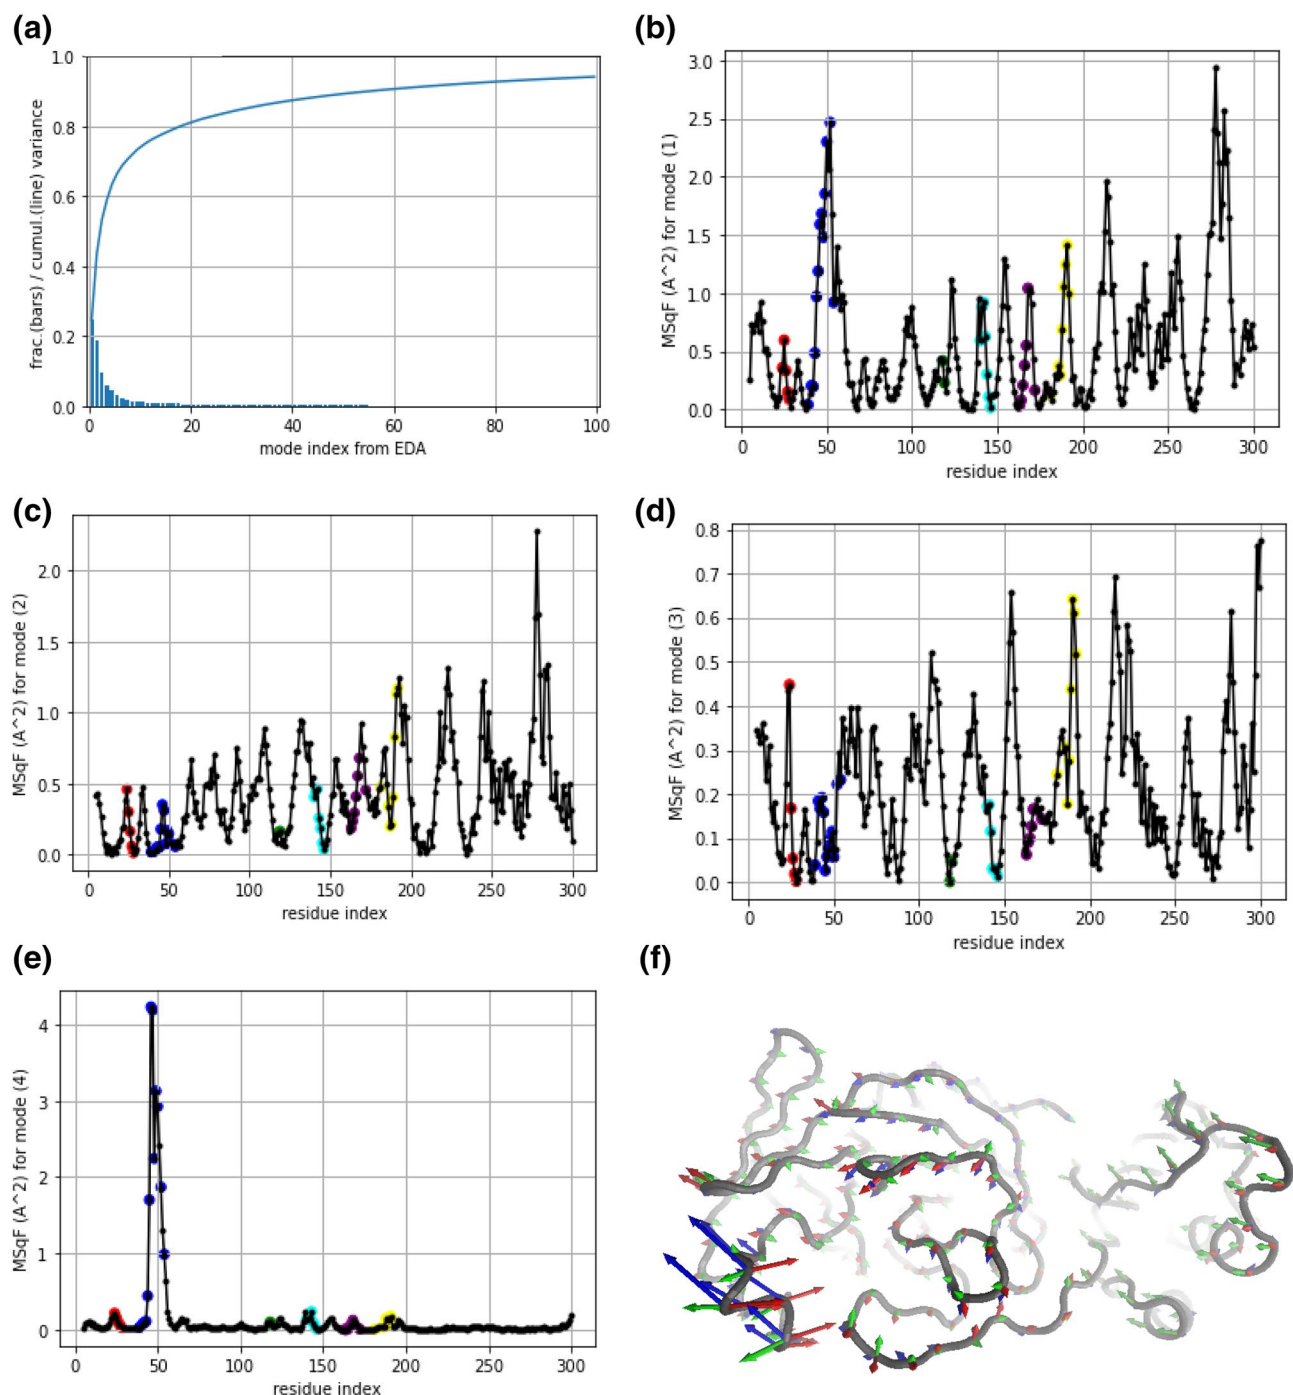 (a)
frac.(bars) / cumul.(line) variance
1.0
0.8
0.6
0.4
0.2
0.0
0 20 40 60 80 100
mode index from EDA
(b)
MSqF (A^2) for mode (1)
3.0
2.5
2.0
1.5
1.0
0.5
0.0
0 50 100 150 200 250 300
residue index
(c)
MSqF (A^2) for mode (2)
2.0
1.5
1.0
0.5
0.0
0 50 100 150 200 250 300
residue index
(d)
MSqF (A^2) for mode (3)
0.8
0.7
0.6
0.5
0.4
0.3
0.2
0.1
0.0
0 50 100 150 200 250 300
residue index
(e)
MSqF (A^2) for mode (4)
4
3
2
1
0
0 50 100 150 200 250 300
residue index
(f)